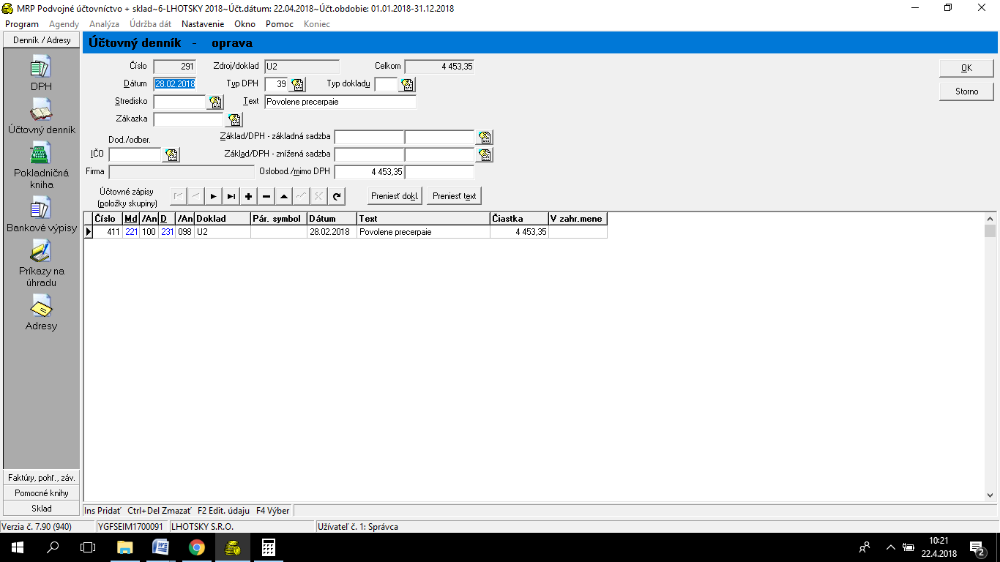 MRP Podvojné účtovníctvo + sklad~6-LHOTSKY 2018~Účt.dátum: 22.04.2018~Účt.obdobie: 01.01.2018-31.12.2018
Program Agendy Analýza Údržba dát Nastavenie Okno Pomoc Koniec
Denník / Adresy
DPH
Účtovný denník
Pokladničná
kniha
Bankové výpisy
Príkazy na
úhradu
Adresy
Faktúry, pohľ., záv.
Pomocné knihy
Sklad
Účtovný denník - oprava
Číslo 291 Zdroj/doklad U2 Celkom 4 453,35
Dátum 28.02.2018 Typ DPH 39 Typ dokladu
Stredisko Text Povolene precerpaie
Zákazka
OK
Storno
Dod./odber.
Základ/DPH - základná sadzba
IČO Základ/DPH - znížená sadzba
Firma Oslobod./mimo DPH 4 453,35
Účtovné zápisy
(položky skupiny)
Preniesť dokl. Preniesť text
Číslo Md /An D /An Doklad Pár. symbol Dátum Text Čiastka V zahr.mene
411 221 100 231 098 U2 28.02.2018 Povolene precerpaie 4 453,35
Ins Pridať Ctrl+Del Zmazať F2 Edit. údaju F4 Výber
Verzia č. 7.90 (940) YGFSEIM1700091 LHOTSKY S.R.O. Užívateľ č. 1: Správca
10:21
22.4.2018
2